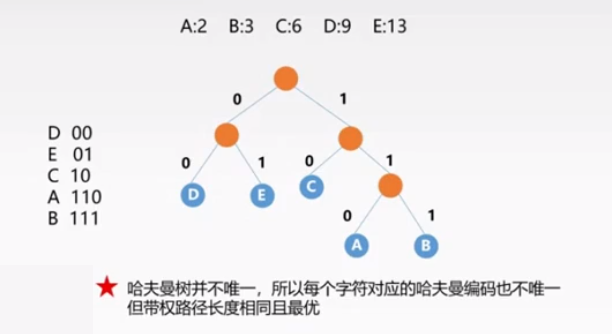 A:2 B:3 C:6 D:9 E:13
0 1
D 00
E 01
C 10
A 110
B 111
0 1 0 1
D E C
0 1
A B
哈夫曼树并不唯一，所以每个字符对应的哈夫曼编码也不唯一
但带权路径长度相同且最优